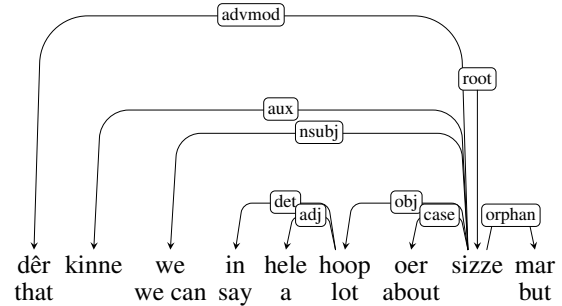 advmod
root
aux
nsubj
det obj
adj case orphan
dêr kinne we in hele hoop oer sizze mar
that we we can say a lot about but